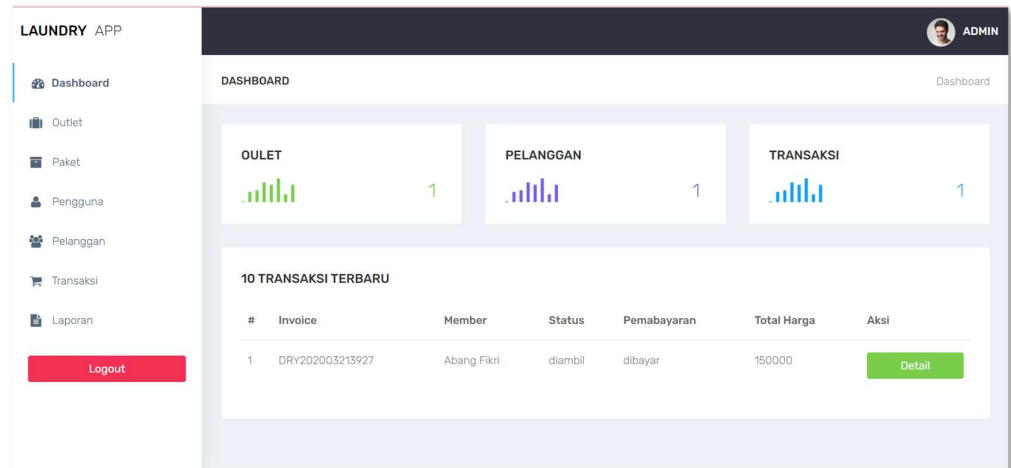 LAUNDRY APP
ADMIN
Dashboard
Outlet
Paket
Pengguna
Pelanggan
Transaksi
Laporan
Logout
DASHBOARD
Dashboard
OULET
1
PELANGGAN
1
TRANSAKSI
1
10 TRANSAKSI TERBARU
# Invoice Member Status Pemabayaran Total Harga Aksi
1 DRY202003213927 Abang Fikri diambil dibayar 150000 Detail